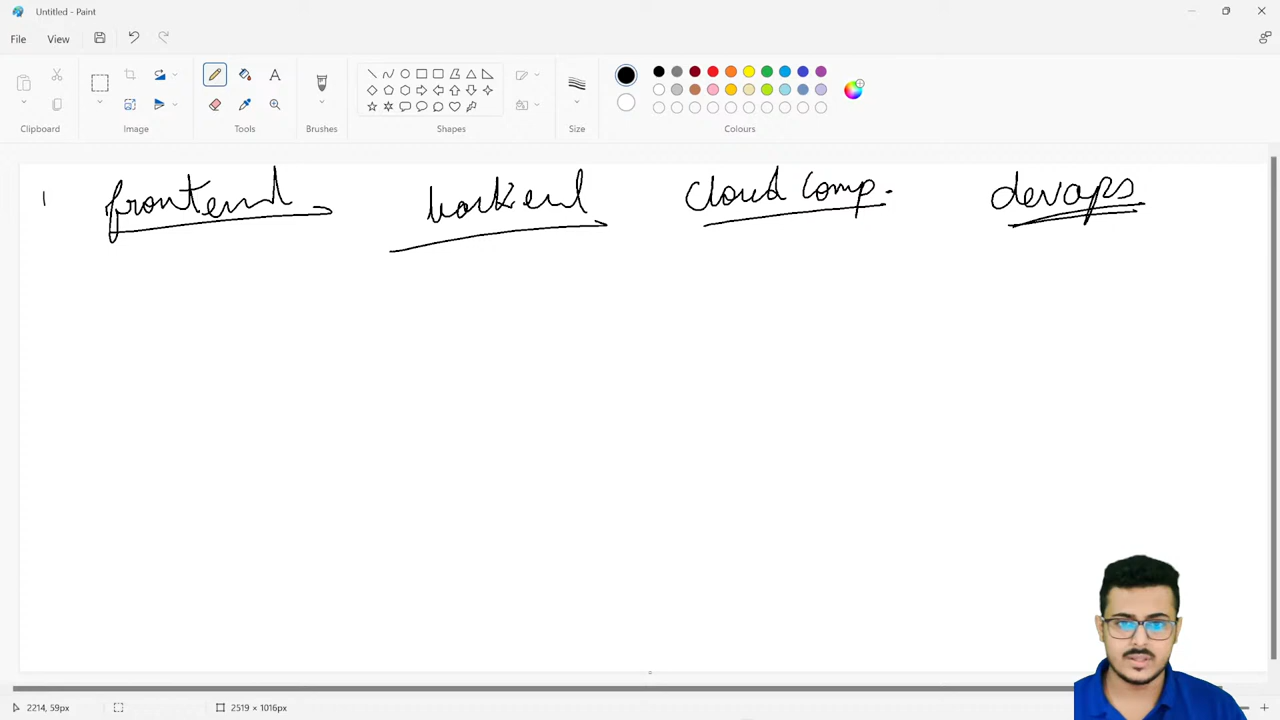 Untitled - Paint
File View
Clipboard Image Tools Brushes Shapes Size Colours
A
frontend backend cloud comp. devops
2214, 59px 2519 × 1016px